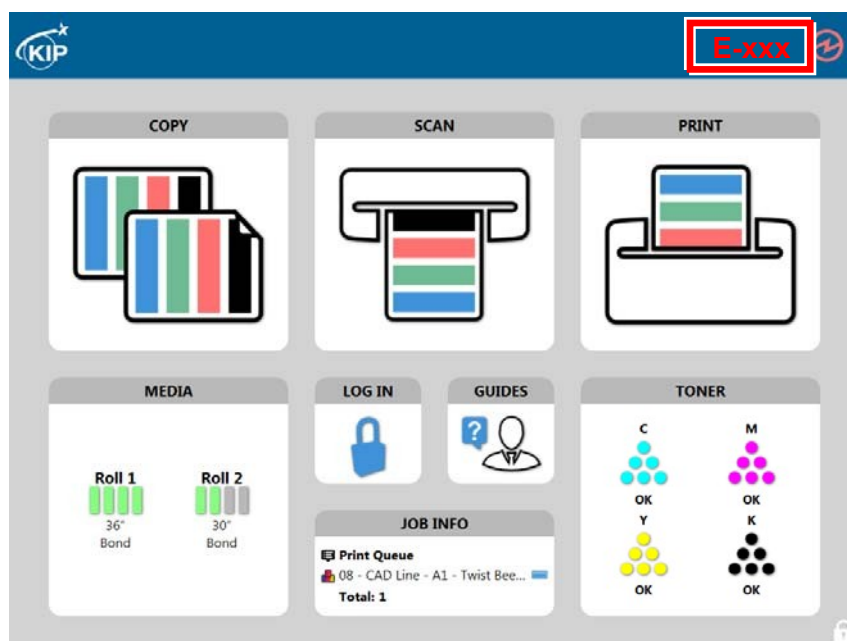 KIP
E-xxx
COPY
SCAN
PRINT
MEDIA
LOG IN
GUIDES
TONER
?
C
M
Roll 1
Roll 2
OK
OK
36"
30"
Bond
Bond
JOB INFO
Y
K
Print Queue
08 - CAD Line - A1 - Twist Bee...
Total: 1
OK
OK